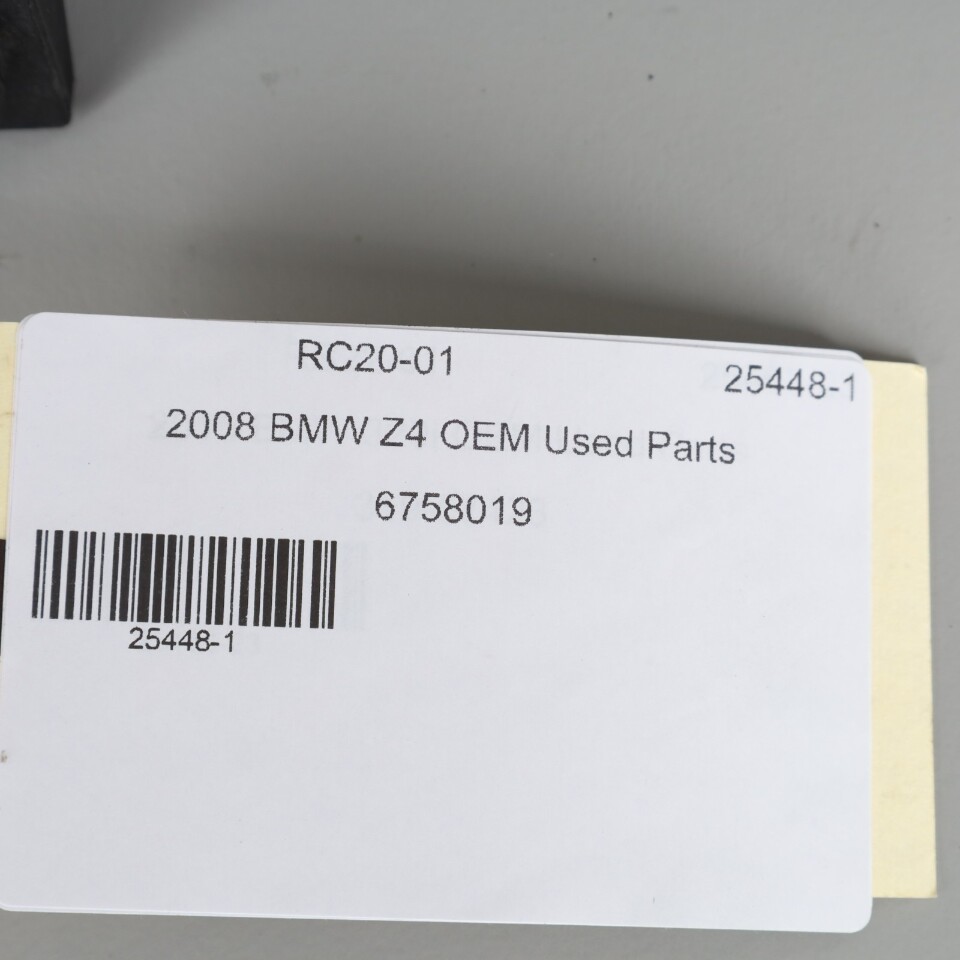 RC20-01 25448-1
2008 BMW Z4 OEM Used Parts
6758019
25448-1